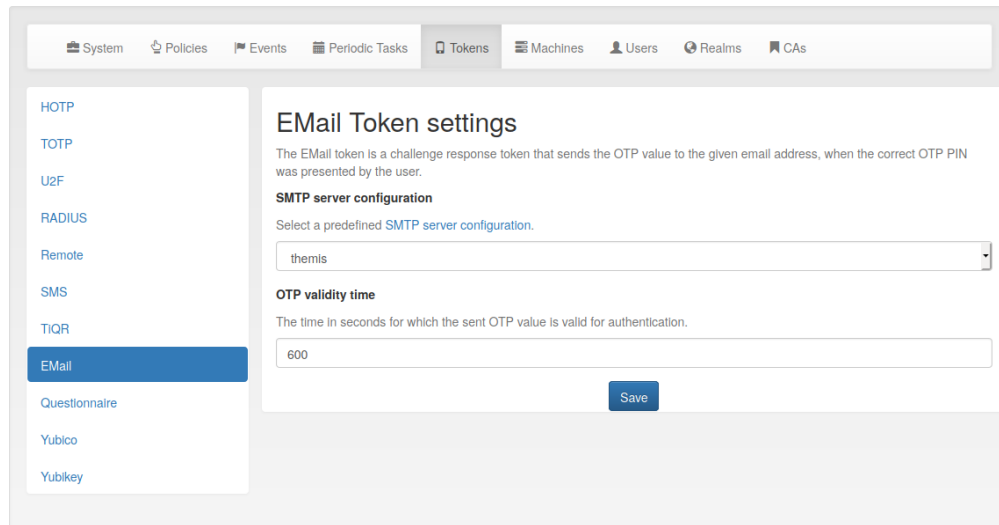 System Policies Events Periodic Tasks Tokens Machines Users Realms CAs
HOTP
TOTP
U2F
RADIUS
Remote
SMS
TiQR
EMail
Questionnaire
Yubico
Yubikey
EMail Token settings
The EMail token is a challenge response token that sends the OTP value to the given email address, when the correct OTP PIN
was presented by the user.
SMTP server configuration
Select a predefined SMTP server configuration.
themis
OTP validity time
The time in seconds for which the sent OTP value is valid for authentication.
600
Save